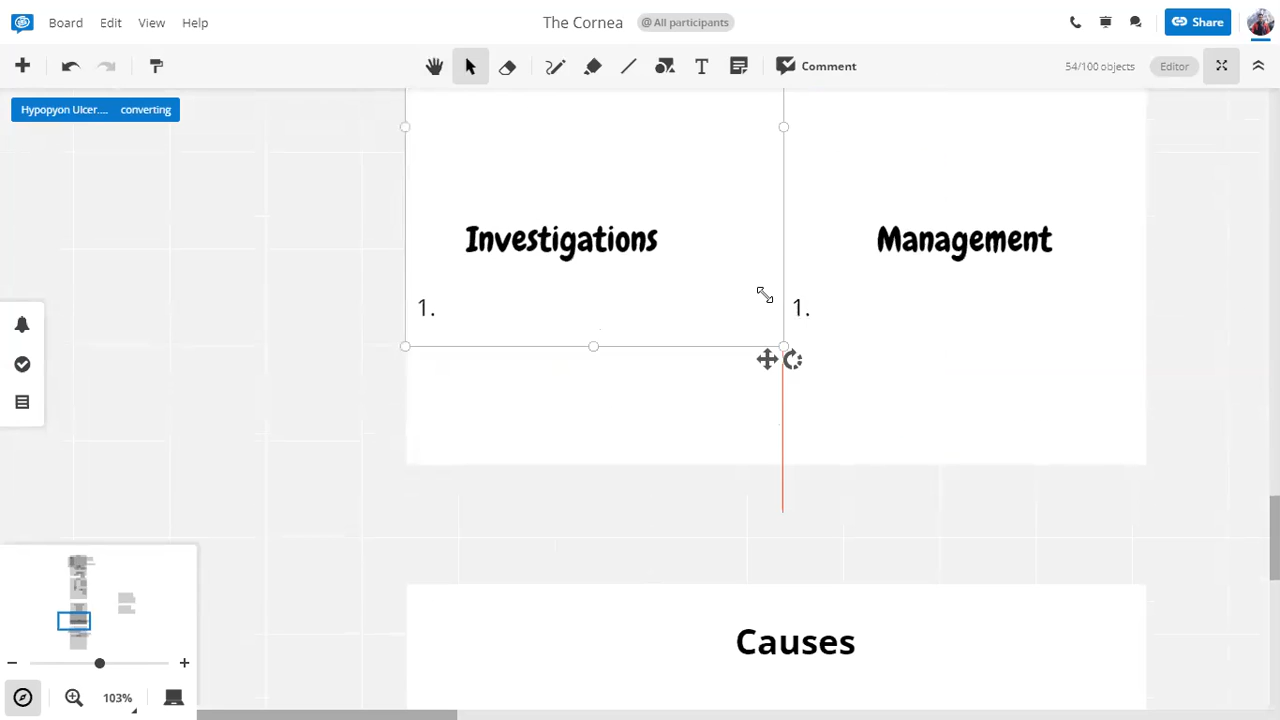 Board Edit View Help The Cornea @ All participants Share
54/100 objects Editor
Comment
Hypopyon Ulcer.... converting
Investigations Management
1. 1.
Causes
103%